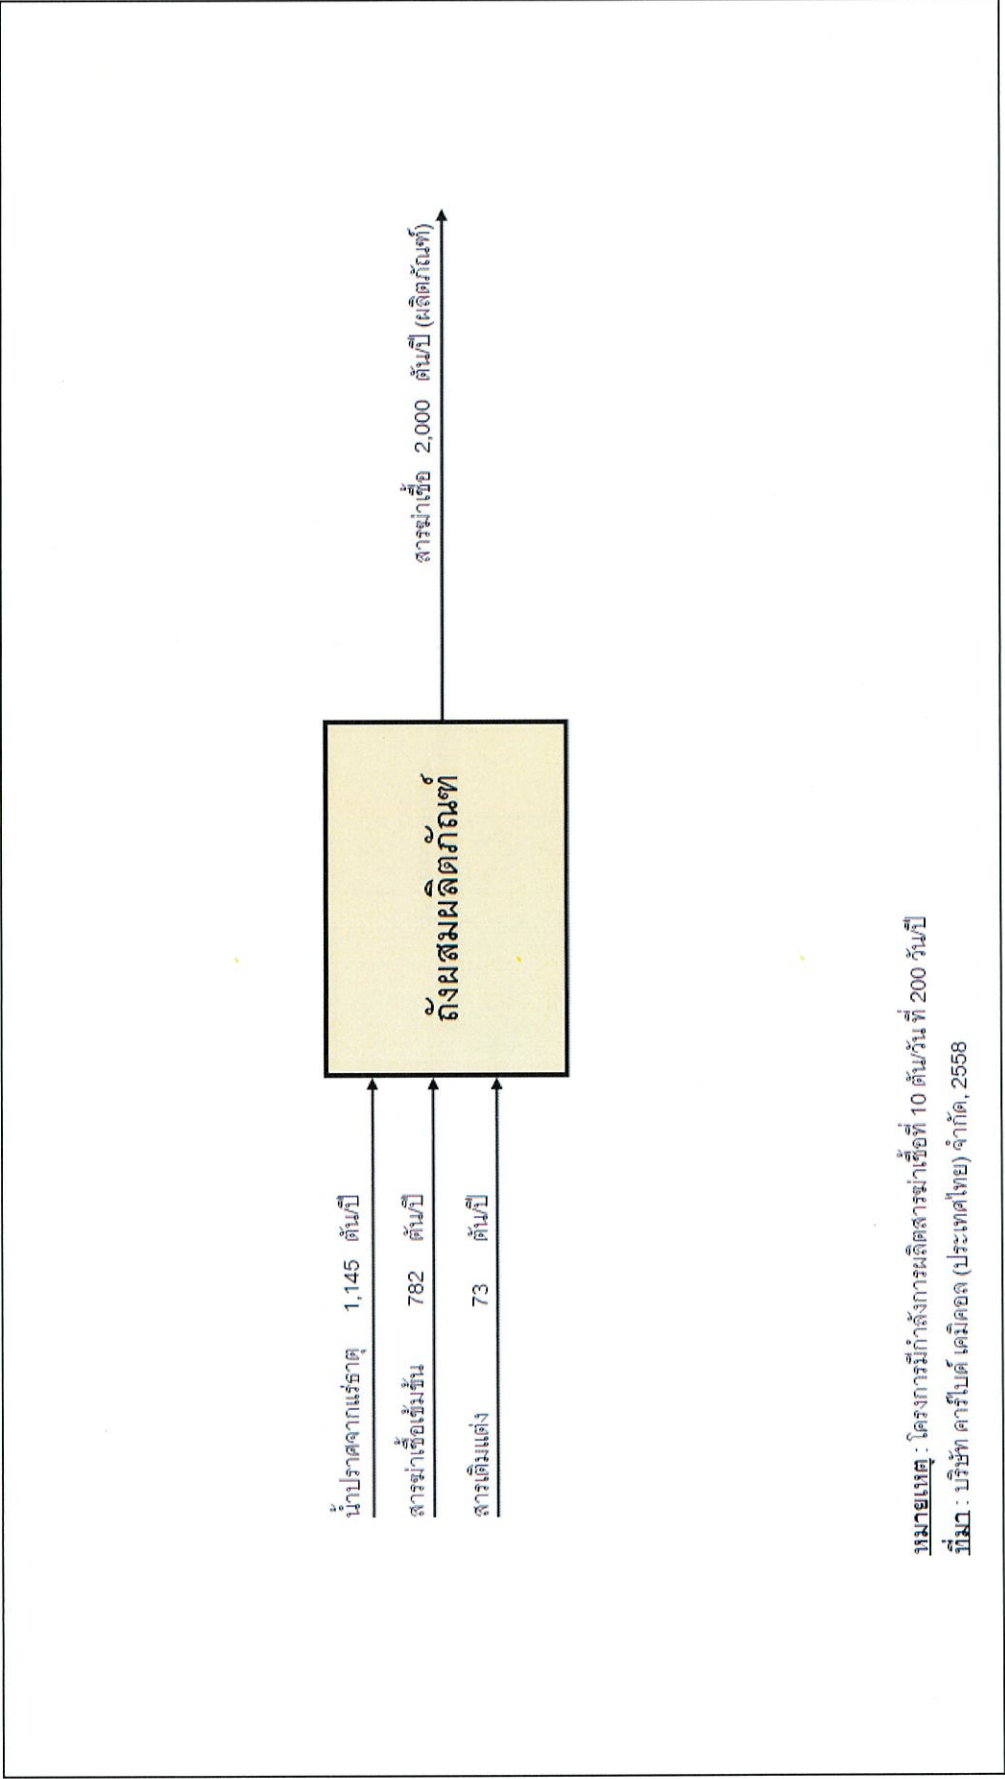 น้ำปราศจากแร่ธาตุ 1,145 ตัน/ปี
สารฆ่าเชื้อเข้มข้น 782 ตัน/ปี
สารเติมแต่ง 73 ตัน/ปี
ถังผสมผลิตภัณฑ์
สารฆ่าเชื้อ 2,000 ตัน/ปี (ผลิตภัณฑ์)
หมายเหตุ : โครงการมีกำลังการผลิตสารฆ่าเชื้อที่ 10 ตัน/วัน ที่ 200 วัน/ปี
ที่มา : บริษัท คาร์ไบด์ เคมิคอล (ประเทศไทย) จำกัด, 2558